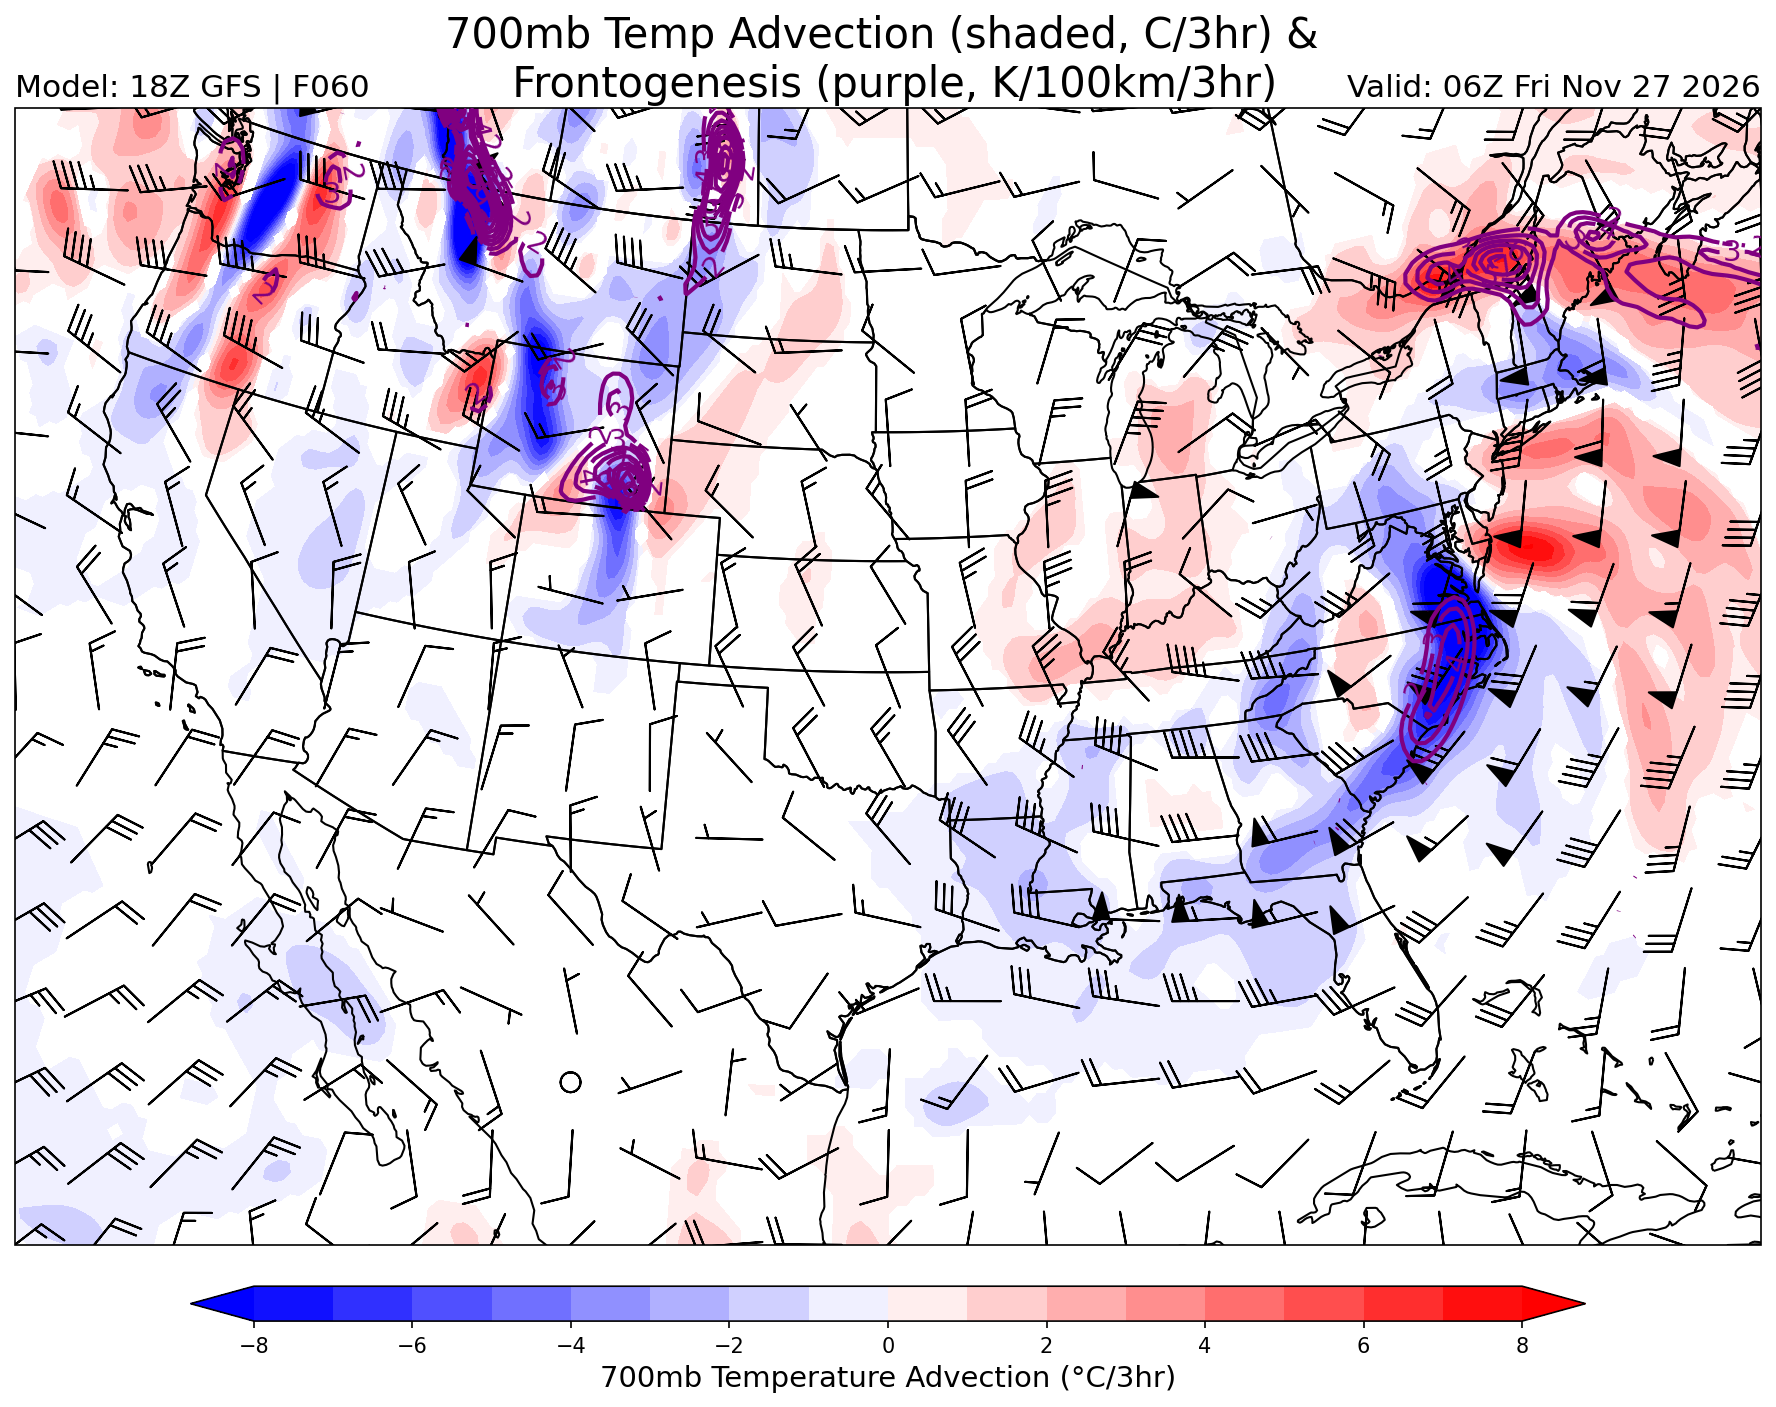 700mb Temp Advection (shaded, C/3hr) &
Model: 18Z GFS | F060
Frontogenesis (purple, K/100km/3hr)
Valid: 06Z Fri Nov 27 2026
−8 −6 −4 −2 0 2 4 6 8
700mb Temperature Advection (°C/3hr)